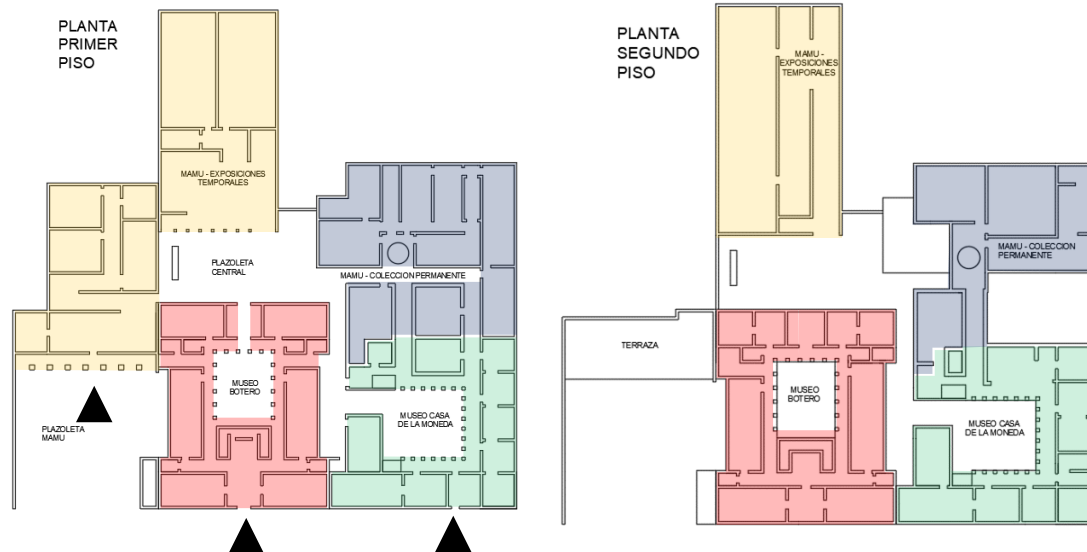 PLANTA
PRIMER
PISO
MAMU - EXPOSICIONES
TEMPORALES
PLAZOLETA
CENTRAL
MAMU - COLECCION PERMANENTE
MUSEO
BOTERO
MUSEO CASA
DE LA MONEDA
PLAZOLETA
MAMU
PLANTA
SEGUNDO
PISO
MAMU -
EXPOSICIONES
TEMPORALES
MAMU - COLECCION
PERMANENTE
TERRAZA
MUSEO
BOTERO
MUSEO CASA
DE LA MONEDA